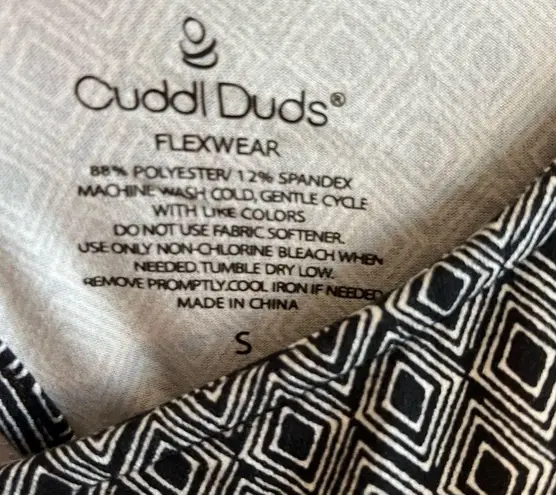 Cuddl Duds®
FLEXWEAR
88% POLYESTER/ 12% SPANDEX
MACHINE WASH COLD, GENTLE CYCLE
WITH LIKE COLORS
DO NOT USE FABRIC SOFTENER.
USE ONLY NON-CHLORINE BLEACH WHEN
NEEDED. TUMBLE DRY LOW.
REMOVE PROMPTLY.COOL IRON IF NEEDED
MADE IN CHINA
S